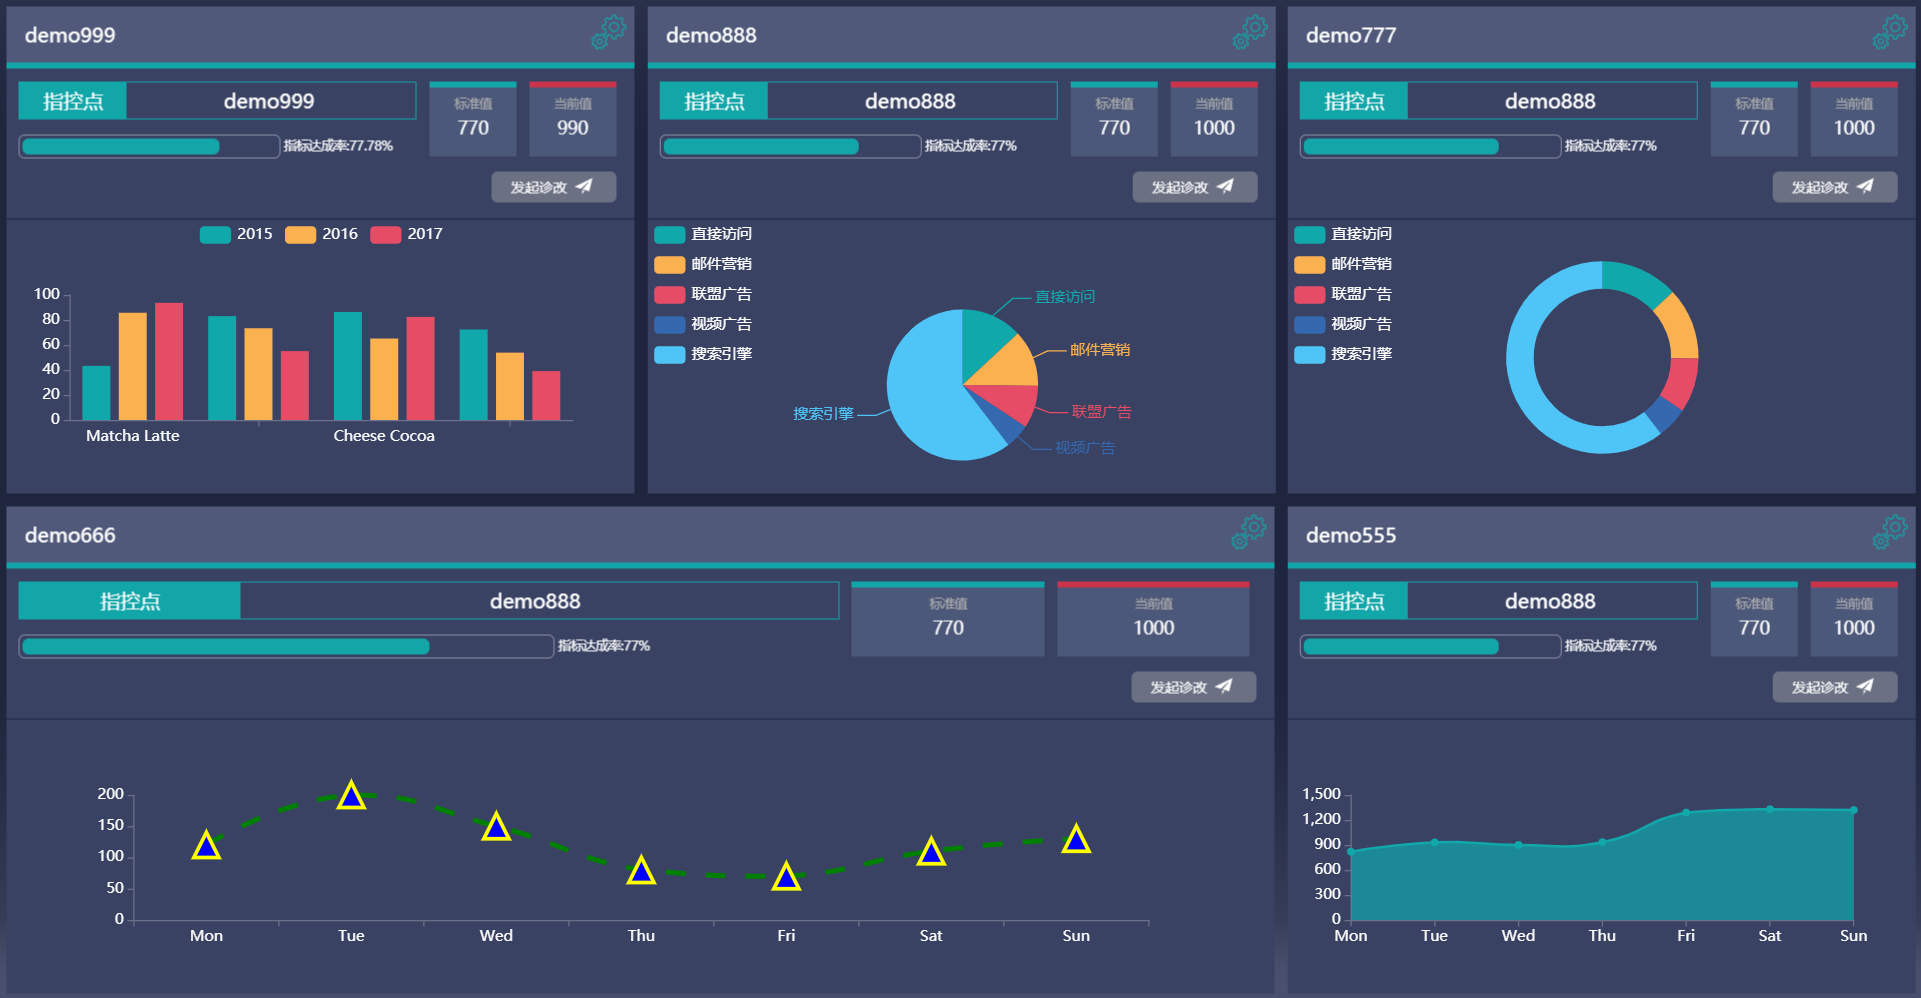 demo999
指控点 demo999
标准值
770
当前值
990
指标达成率:77.78%
发起诊改
2015 2016 2017
100
80
60
40
20
0
Matcha Latte Cheese Cocoa
demo888
指控点 demo888
标准值
770
当前值
1000
指标达成率:77%
发起诊改
直接访问
邮件营销
联盟广告
视频广告
搜索引擎
直接访问
邮件营销
联盟广告
视频广告
搜索引擎
demo777
指控点 demo888
标准值
770
当前值
1000
指标达成率:77%
发起诊改
直接访问
邮件营销
联盟广告
视频广告
搜索引擎
demo666
指控点 demo888
标准值
770
当前值
1000
指标达成率:77%
发起诊改
200
150
100
50
0
Mon Tue Wed Thu Fri Sat Sun
demo555
指控点 demo888
标准值
770
当前值
1000
指标达成率:77%
发起诊改
1,500
1,200
900
600
300
0
Mon Tue Wed Thu Fri Sat Sun